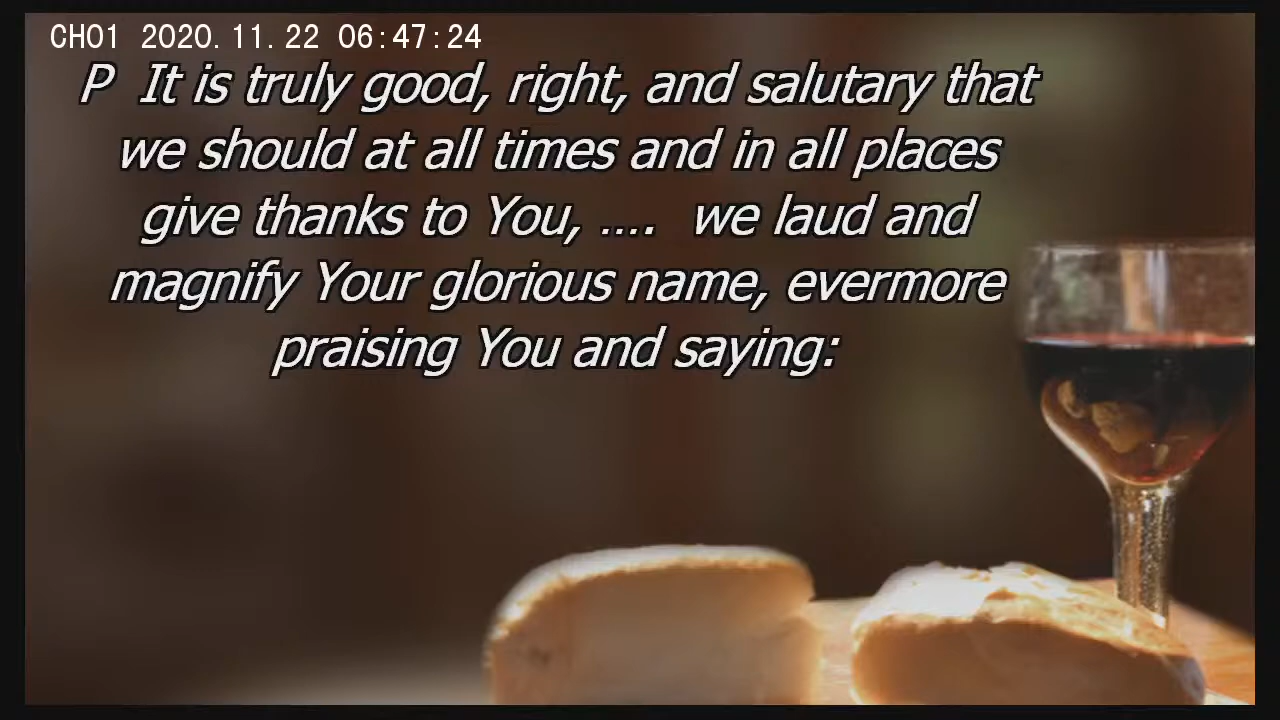 CH01 2020.11.22 06:47:24
P It is truly good, right, and salutary that
we should at all times and in all places
give thanks to You, .... we laud and
magnify Your glorious name, evermore
praising You and saying: